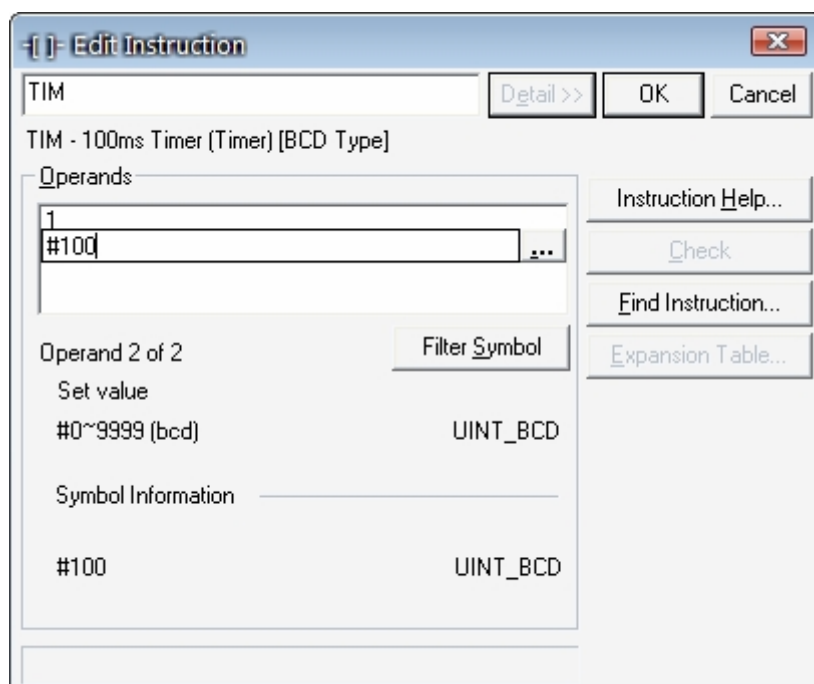 Edit Instruction
TIM
Detail >>
OK
Cancel
TIM - 100ms Timer (Timer) [BCD Type]
Operands
1
#100
...
Instruction Help...
Check
Find Instruction...
Expansion Table...
Operand 2 of 2
Filter Symbol
Set value
#0~9999 (bcd) UINT_BCD
Symbol Information
#100 UINT_BCD